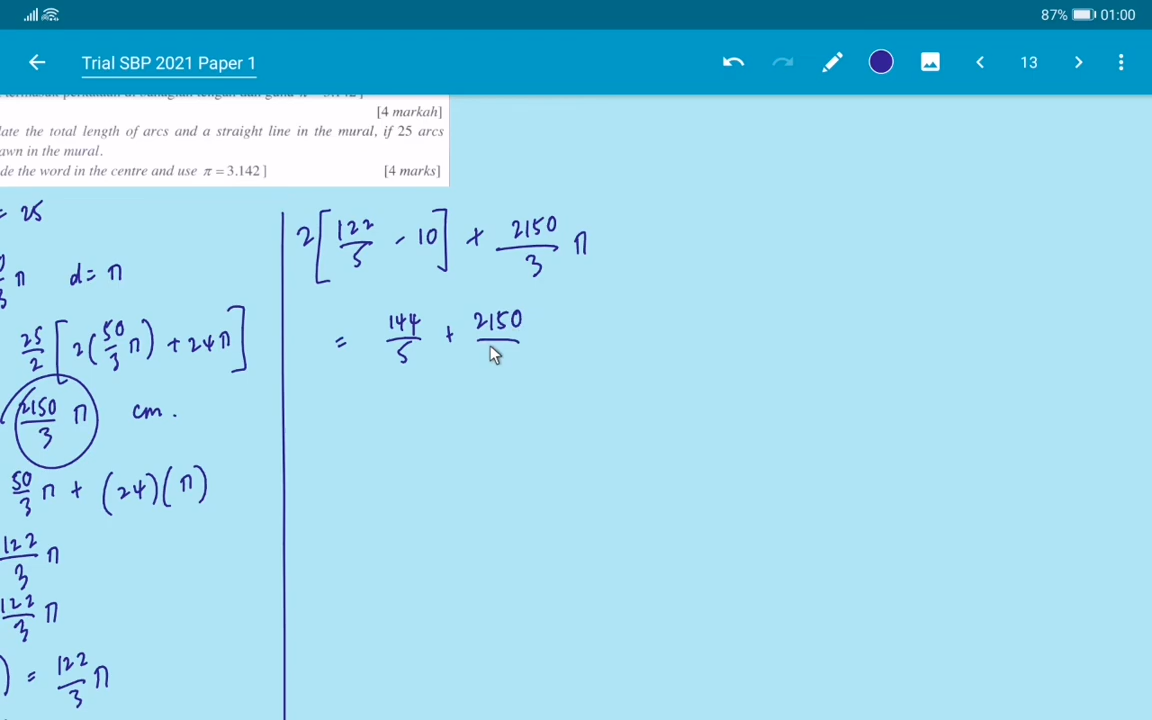 87% 01:00
Trial SBP 2021 Paper 1
13
[4 markah]
late the total length of arcs and a straight line in the mural, if 25 arcs
awn in the mural.
de the word in the centre and use π = 3.142 ]
[4 marks]
= 25
π d = π
25/2 [ 2(50/3 π) + 24π ]
2150/3 π cm.
50/3 π + (24)(π)
122/3 π
122/3 π
) = 122/3 π
2[ 122/5 - 10 ] + 2150/3 π
= 144/5 + 2150